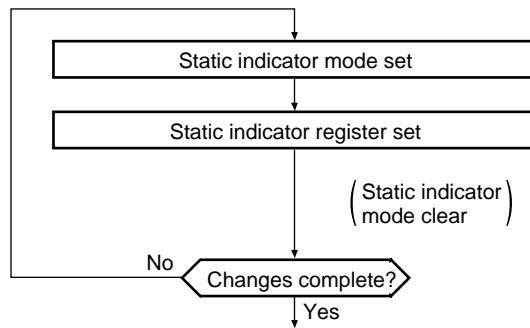 Static indicator mode set
Static indicator register set
(Static indicator
mode clear)
No
Changes complete?
Yes